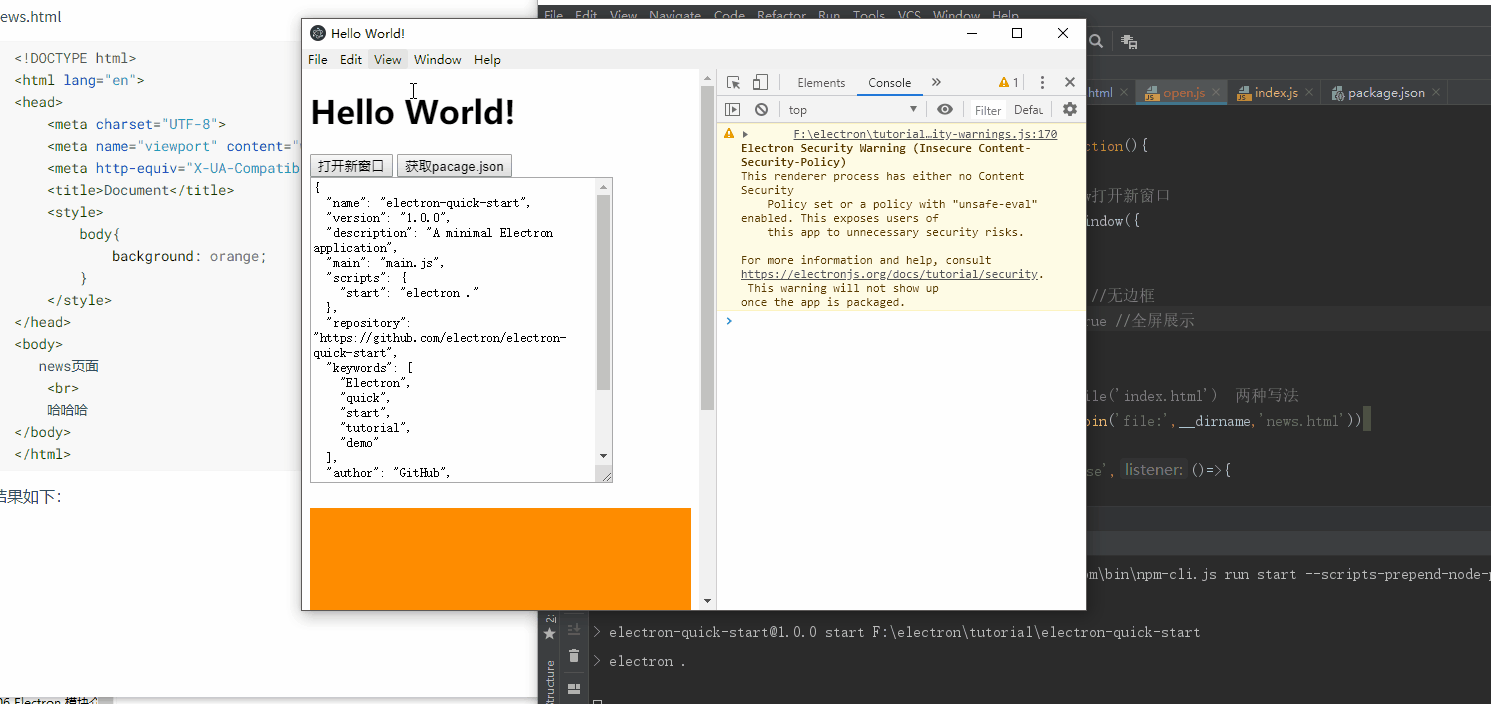 ews.html
<!DOCTYPE html>
<html lang="en">
<head>
<meta charset="UTF-8">
<meta name="viewport" content="
<meta http-equiv="X-UA-Compatib
<title>Document</title>
<style>
body{
background: orange;
}
</style>
</head>
<body>
news页面
<br>
哈哈哈
</body>
</html>
结果如下:
06 Electron 模块介
Hello World!
File Edit View Window Help
Hello World!
打开新窗口 获取pacage.json
{
"name": "electron-quick-start",
"version": "1.0.0",
"description": "A minimal Electron
application",
"main": "main.js",
"scripts": {
"start": "electron ."
},
"repository":
"https://github.com/electron/electron-
quick-start",
"keywords": [
"Electron",
"quick",
"start",
"tutorial",
"demo"
],
"author": "GitHub",
Elements Console » 1
top Filter Defau
F:\electron\tutorial…ity-warnings.js:170
Electron Security Warning (Insecure Content-
Security-Policy)
This renderer process has either no Content
Security
Policy set or a policy with "unsafe-eval"
enabled. This exposes users of
this app to unnecessary security risks.
For more information and help, consult
https://electronjs.org/docs/tutorial/security.
This warning will not show up
once the app is packaged.
>
File Edit View Navigate Code Refactor Run Tools VCS Window Help
html open.js index.js package.json
ction(){
打开新窗口
indow({
//无边框
ue //全屏展示
ile('index.html') 两种写法
oin('file:',__dirname,'news.html'))
se', listener: ()=>{
om\bin\npm-cli.js run start --scripts-prepend-node-p
> electron-quick-start@1.0.0 start F:\electron\tutorial\electron-quick-start
> electron .
2:
tructure